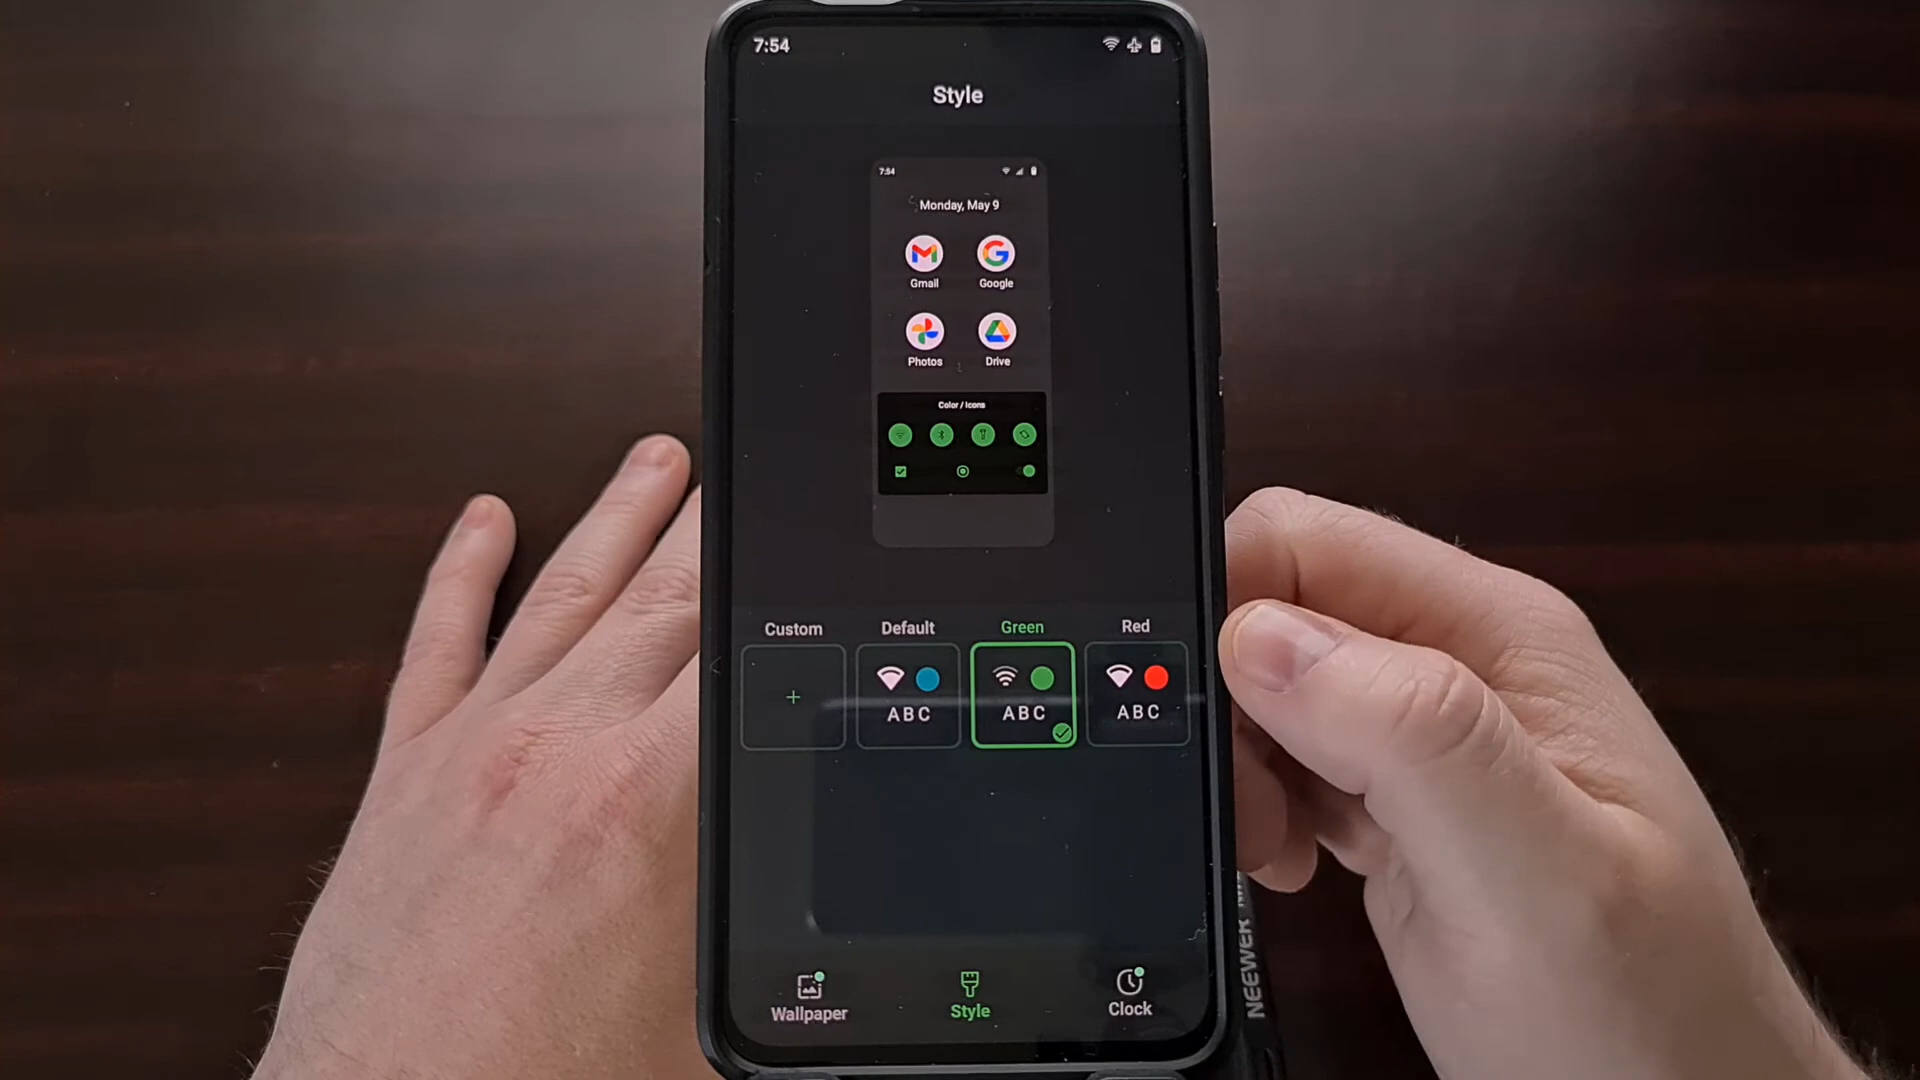 7:54
Style
7:54
Monday, May 9
Gmail
Google
Photos
Drive
Color / Icons
Custom
Default
Green
Red
+
ABC
ABC
ABC
Wallpaper
Style
Clock
NEEWER